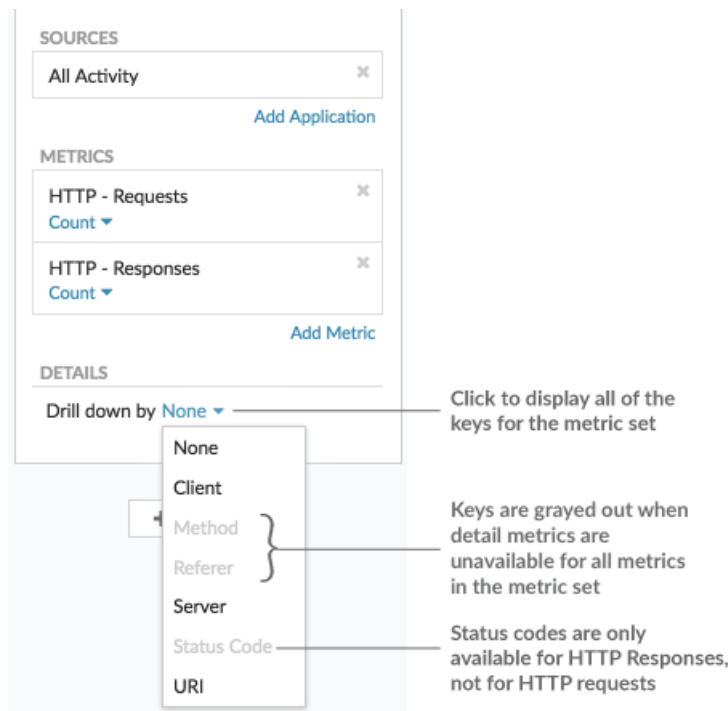 SOURCES
All Activity
Add Application
METRICS
HTTP - Requests
Count
HTTP - Responses
Count
Add Metric
DETAILS
Drill down by None
None
Client
Method
Referer
Server
Status Code
URI
Click to display all of the
keys for the metric set
Keys are grayed out when
detail metrics are
unavailable for all metrics
in the metric set
Status codes are only
available for HTTP Responses,
not for HTTP requests